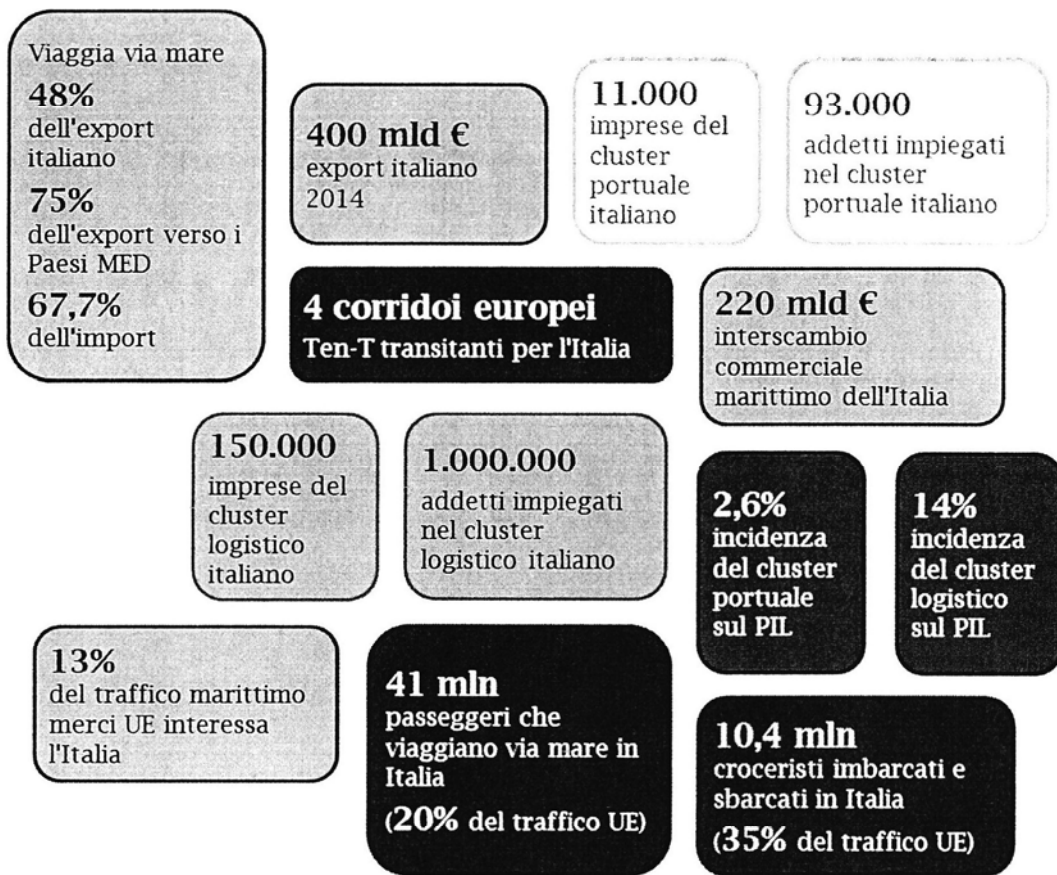 Viaggia via mare
48%
dell'export
italiano
75%
dell'export verso i
Paesi MED
67,7%
dell'import
400 mld €
export italiano
2014
11.000
imprese del
cluster
portuale
italiano
93.000
addetti impiegati
nel cluster
portuale italiano
4 corridoi europei
Ten-T transitanti per l'Italia
220 mld €
interscambio
commerciale
marittimo dell'Italia
150.000
imprese del
cluster
logistico
italiano
1.000.000
addetti impiegati
nel cluster
logistico italiano
2,6%
incidenza
del cluster
portuale
sul PIL
14%
incidenza
del cluster
logistico
sul PIL
13%
del traffico marittimo
merci UE interessa
l'Italia
41 mln
passeggeri che
viaggiano via mare in
Italia
(20% del traffico UE)
10,4 mln
croceristi imbarcati e
sbarcati in Italia
(35% del traffico UE)